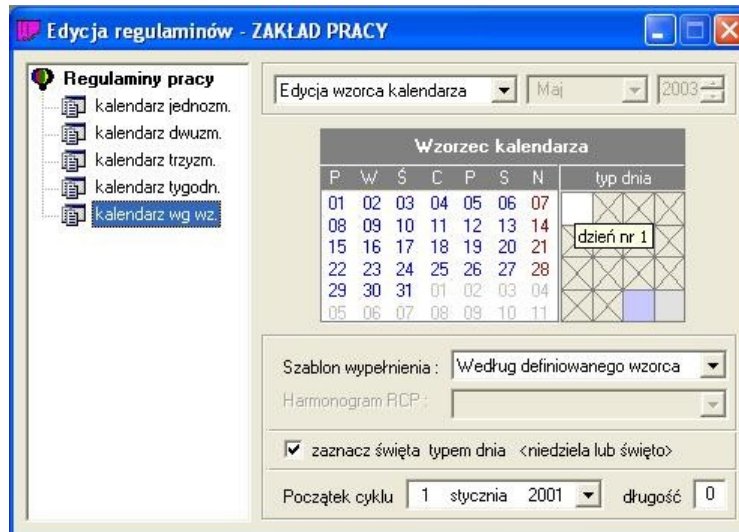 Edycja regulaminów - ZAKŁAD PRACY
Regulaminy pracy
kalendarz jednozm.
kalendarz dwuzm.
kalendarz trzyzm.
kalendarz tygodn.
kalendarz wg wz.
Edycja wzorca kalendarza Maj 2003
Wzorzec kalendarza
P W Ś C P S N typ dnia
01 02 03 04 05 06 07
08 09 10 11 12 13 14
dzień nr 1
15 16 17 18 19 20 21
22 23 24 25 26 27 28
29 30 31 01 02 03 04
05 06 07 08 09 10 11
Szablon wypełnienia : Według definiowanego wzorca
Harmonogram RCP :
zaznacz święta typem dnia <niedziela lub święto>
Początek cyklu 1 stycznia 2001 długość 0